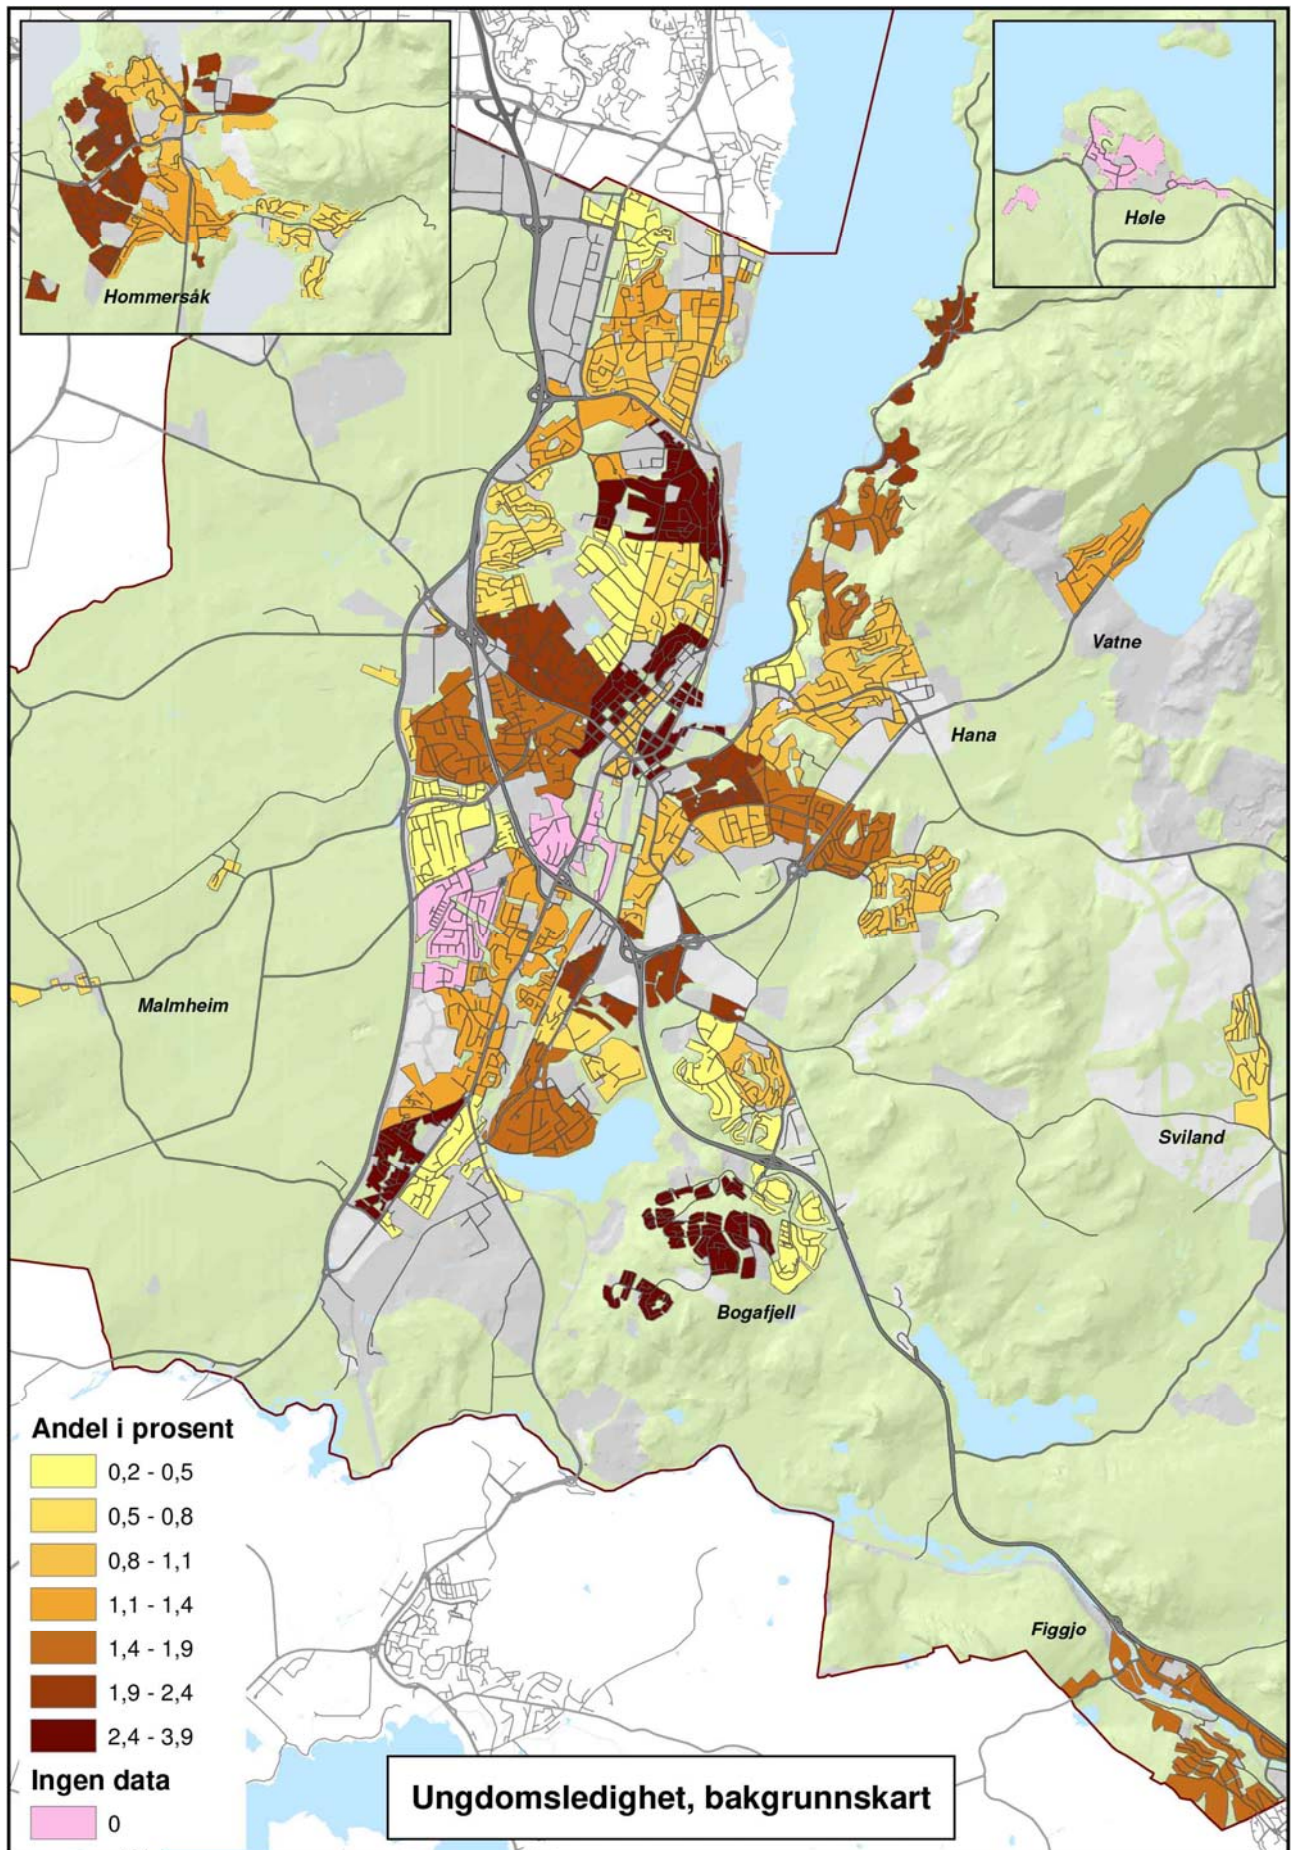 Hommersåk
Høle
Vatne
Hana
Malmheim
Sviland
Bogafjell
Figgjo
Andel i prosent
0,2 - 0,5
0,5 - 0,8
0,8 - 1,1
1,1 - 1,4
1,4 - 1,9
1,9 - 2,4
2,4 - 3,9
Ingen data
0
Ungdomsledighet, bakgrunnskart